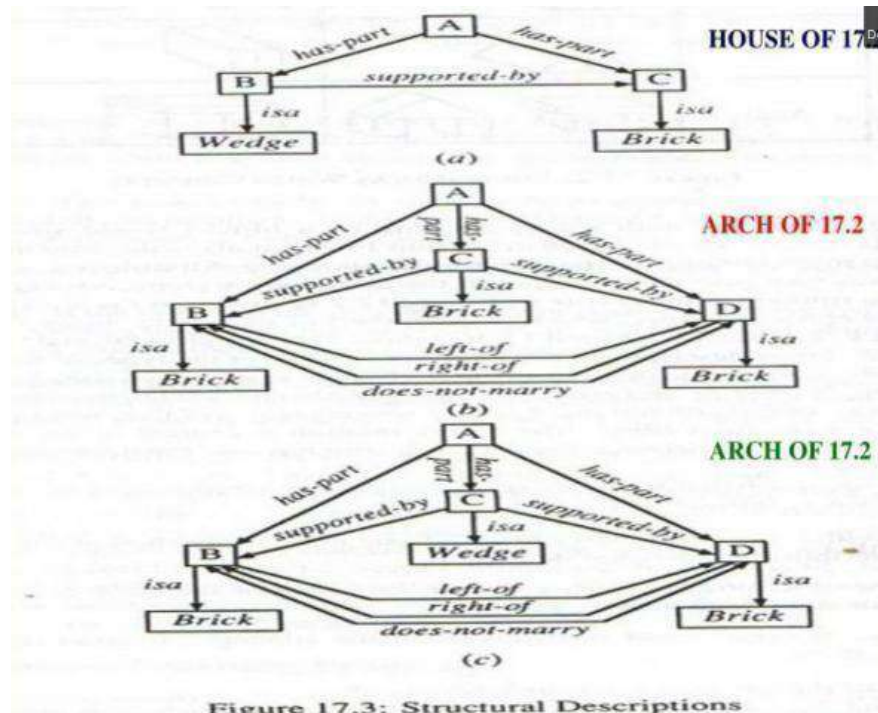 A
has-part
has-part
HOUSE OF 17.
B
supported-by
C
isa
isa
Wedge
Brick
(a)
A
ARCH OF 17.2
has-part
has-part
has-part
C
supported-by
supported-by
isa
B
Brick
D
isa
isa
left-of
right-of
Brick
Brick
does-not-marry
(b)
A
ARCH OF 17.2
has-part
has-part
has-part
C
supported-by
supported-by
isa
B
Wedge
D
isa
isa
left-of
right-of
Brick
Brick
does-not-marry
(c)
Figure 17.3: Structural Descriptions